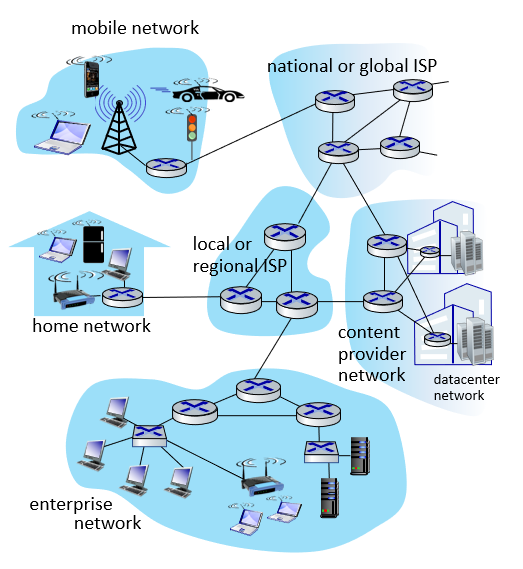 mobile network
national or global ISP
local or
regional ISP
home network
content
provider
network
datacenter
network
enterprise
network